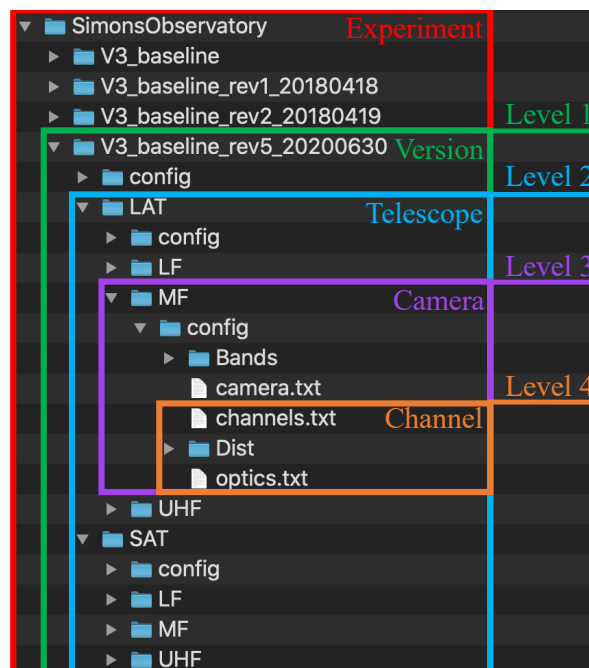 SimonsObservatory Experiment
V3_baseline
V3_baseline_rev1_20180418
V3_baseline_rev2_20180419 Level 1
V3_baseline_rev5_20200630 Version
config Level 2
LAT Telescope
config
LF Level 3
MF Camera
config
Bands
camera.txt Level 4
channels.txt Channel
Dist
optics.txt
UHF
SAT
config
LF
MF
UHF